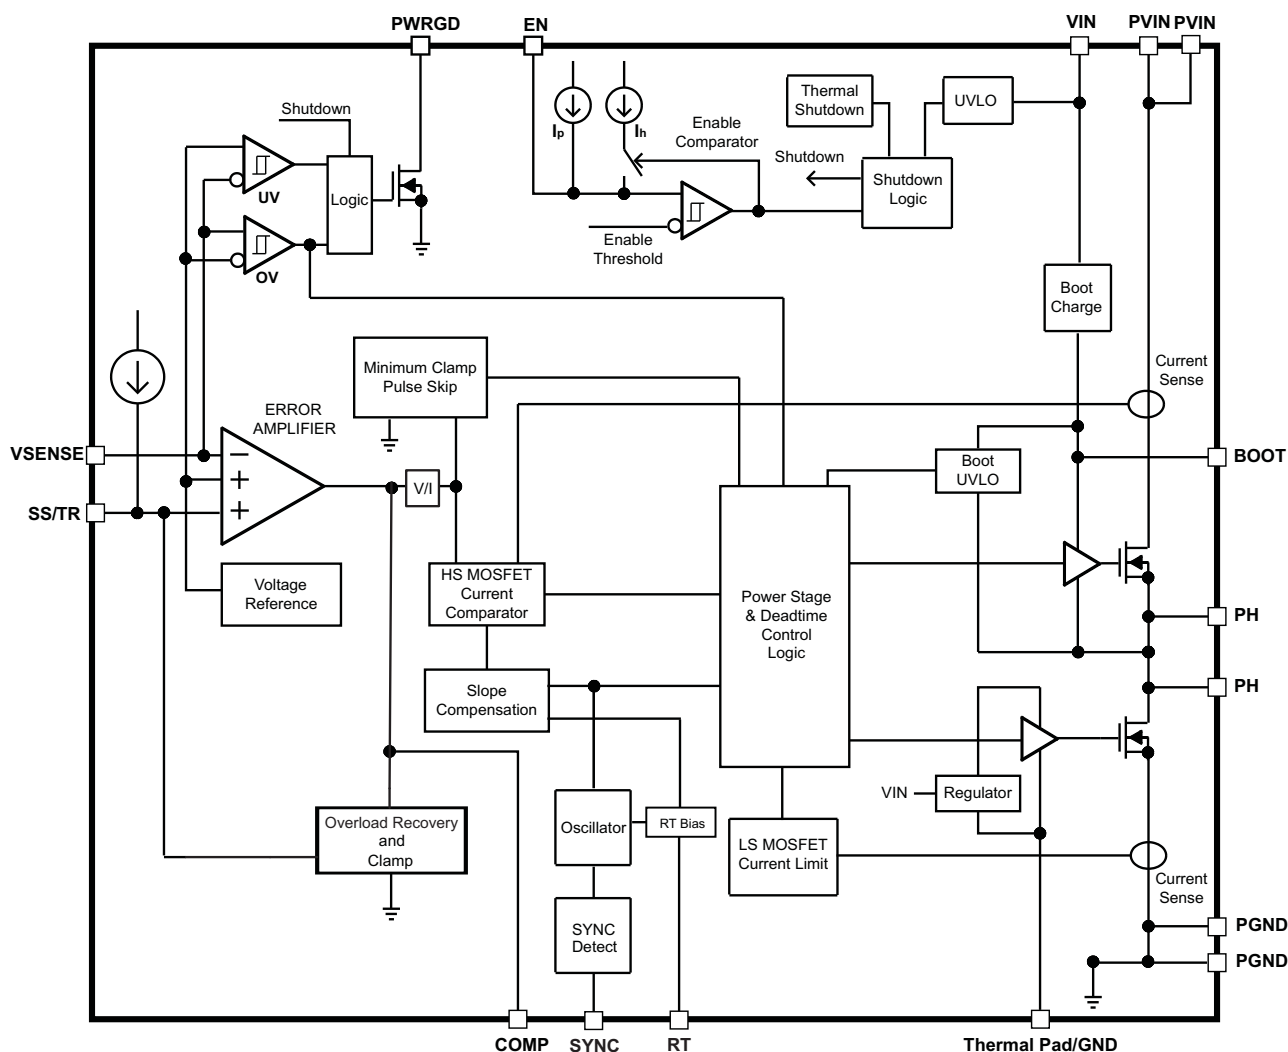 PWRGD
EN
VIN
PVIN
PVIN
Shutdown
UV
OV
Logic
Ip
Ih
Enable
Comparator
Enable
Threshold
Thermal
Shutdown
UVLO
Shutdown
Shutdown
Logic
Boot
Charge
Current
Sense
Minimum Clamp
Pulse Skip
ERROR
AMPLIFIER
VSENSE
SS/TR
−
+
+
V/I
Voltage
Reference
HS MOSFET
Current
Comparator
Slope
Compensation
Power Stage
& Deadtime
Control
Logic
Boot
UVLO
BOOT
PH
PH
VIN
Regulator
Overload Recovery
and
Clamp
Oscillator
RT Bias
LS MOSFET
Current Limit
Current
Sense
SYNC
Detect
PGND
PGND
COMP
SYNC
RT
Thermal Pad/GND